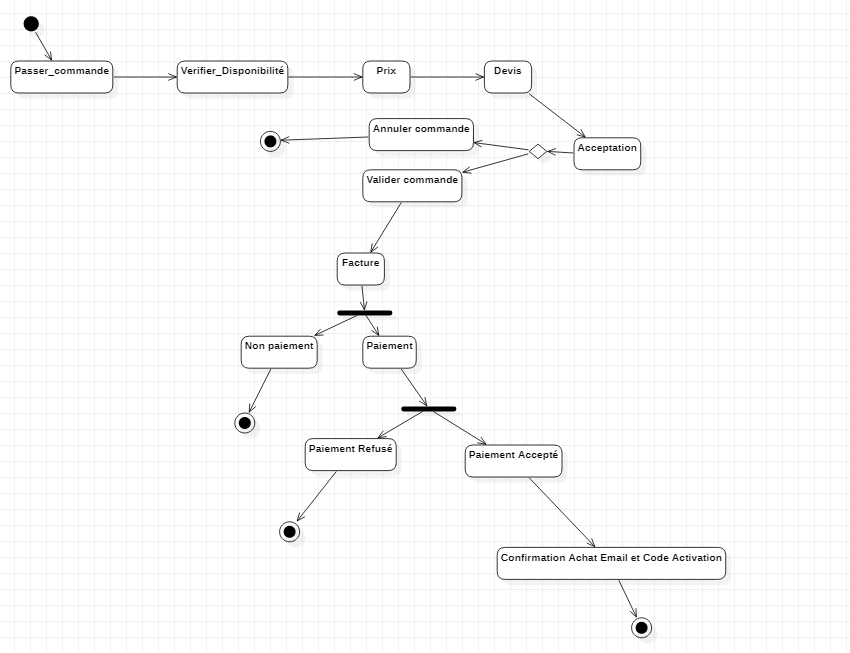 Passer_commande
Verifier_Disponibilité
Prix
Devis
Annuler commande
Acceptation
Valider commande
Facture
Non paiement
Paiement
Paiement Refusé
Paiement Accepté
Confirmation Achat Email et Code Activation